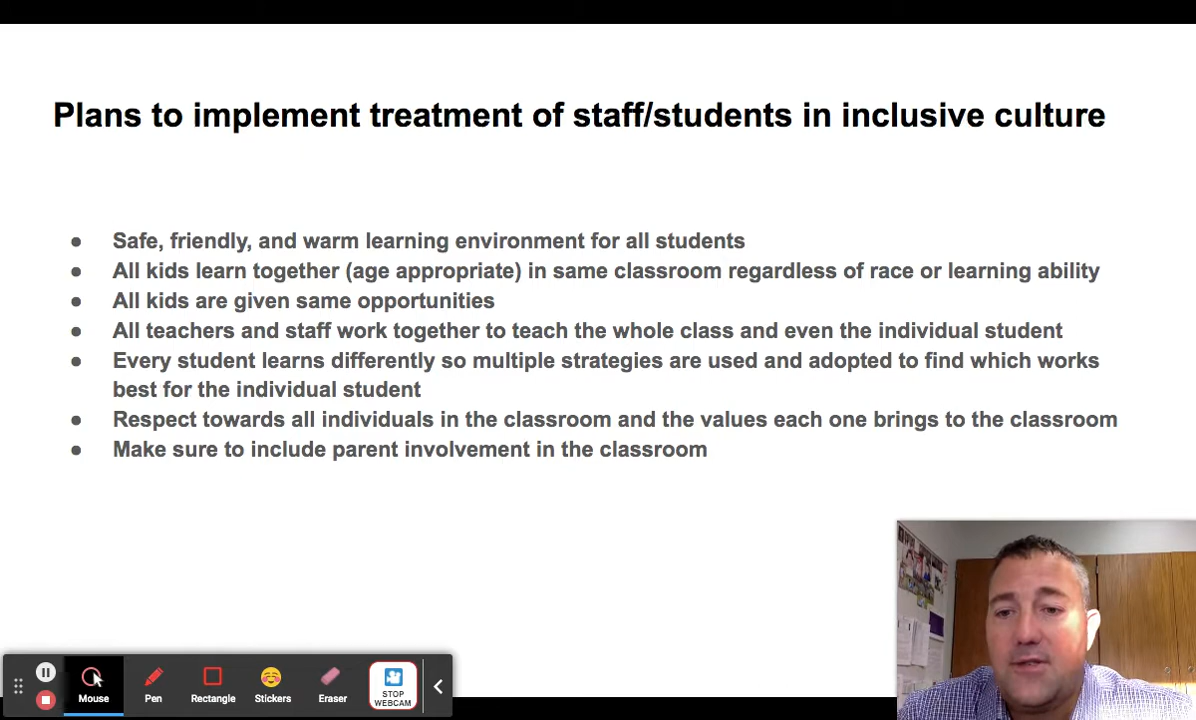 Plans to implement treatment of staff/students in inclusive culture
● Safe, friendly, and warm learning environment for all students
● All kids learn together (age appropriate) in same classroom regardless of race or learning ability
● All kids are given same opportunities
● All teachers and staff work together to teach the whole class and even the individual student
● Every student learns differently so multiple strategies are used and adopted to find which works
best for the individual student
● Respect towards all individuals in the classroom and the values each one brings to the classroom
● Make sure to include parent involvement in the classroom
Mouse
Pen
Rectangle
Stickers
Eraser
STOP
WEBCAM